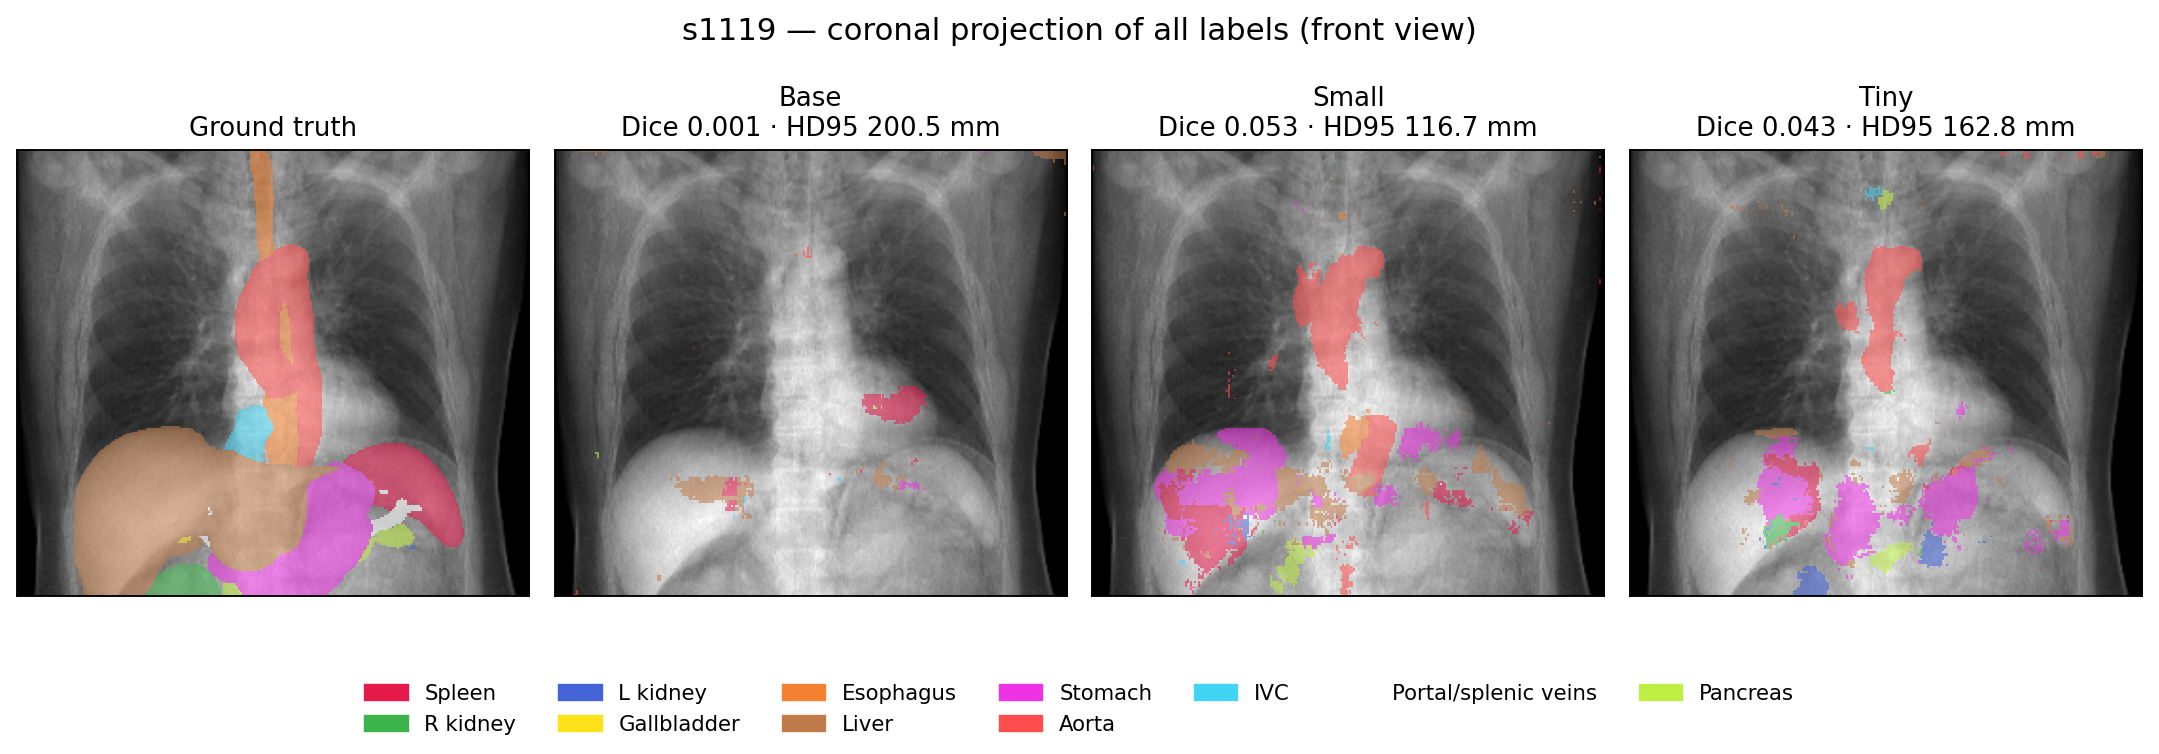 s1119 — coronal projection of all labels (front view)
Ground truth
Base
Dice 0.001 · HD95 200.5 mm
Small
Dice 0.053 · HD95 116.7 mm
Tiny
Dice 0.043 · HD95 162.8 mm
Spleen
R kidney
L kidney
Gallbladder
Esophagus
Liver
Stomach
Aorta
IVC
Portal/splenic veins
Pancreas